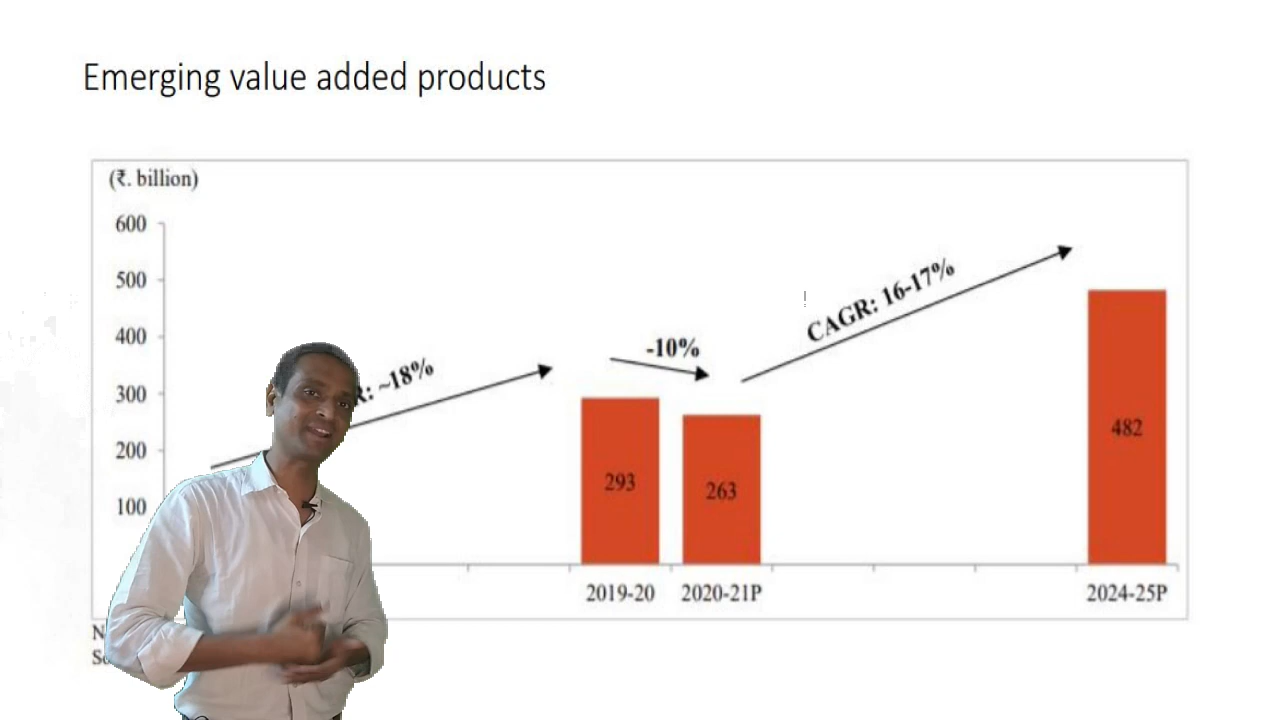 Emerging value added products
(₹. billion)
600
500
400
300
200
100
R: ~18%
-10%
CAGR: 16-17%
293
263
482
2019-20
2020-21P
2024-25P